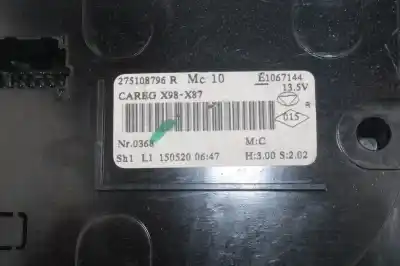 275108796 R Mc 10 E1067144
CAREG X98-X87 13.5V
R
015
Nr.0368 M:C
Sh1 L1 150520 06:47 H:3.00 S:2.02